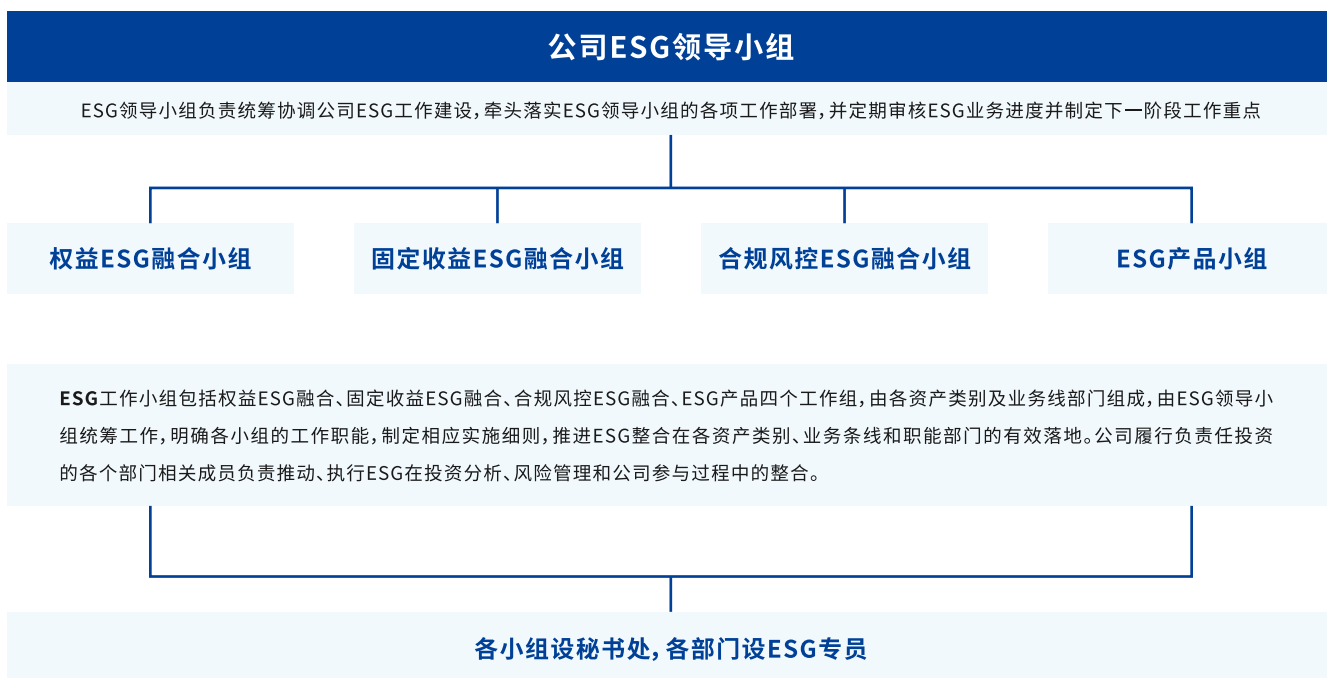 公司ESG领导小组
ESG领导小组负责统筹协调公司ESG工作建设，牵头落实ESG领导小组的各项工作部署，并定期审核ESG业务进度并制定下一阶段工作重点
权益ESG融合小组
固定收益ESG融合小组
合规风控ESG融合小组
ESG产品小组
ESG工作小组包括权益ESG融合、固定收益ESG融合、合规风控ESG融合、ESG产品四个工作组，由各资产类别及业务线部门组成，由ESG领导小
组统筹工作，明确各小组的工作职能，制定相应实施细则，推进ESG整合在各资产类别、业务条线和职能部门的有效落地。公司履行负责任投资
的各个部门相关成员负责推动、执行ESG在投资分析、风险管理和公司参与过程中的整合。
各小组设秘书处，各部门设ESG专员